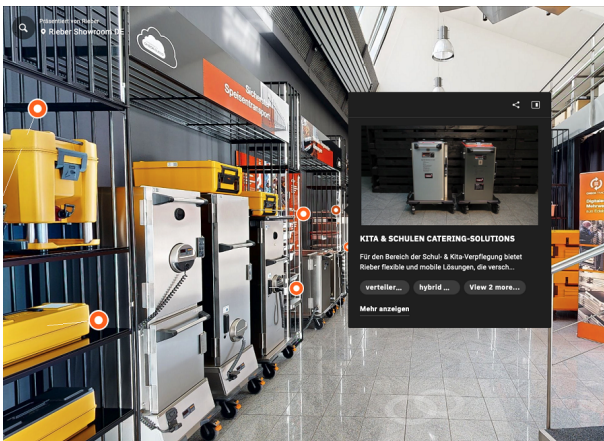 Präsentiert von Rieber
Rieber Showroom DE
Sicherer
Speisentransport
KITA & SCHULEN CATERING-SOLUTIONS
Für den Bereich der Schul- & Kita-Verpflegung bietet
Rieber flexible und mobile Lösungen, die versch...
verteiler... hybrid ... View 2 more...
Mehr anzeigen